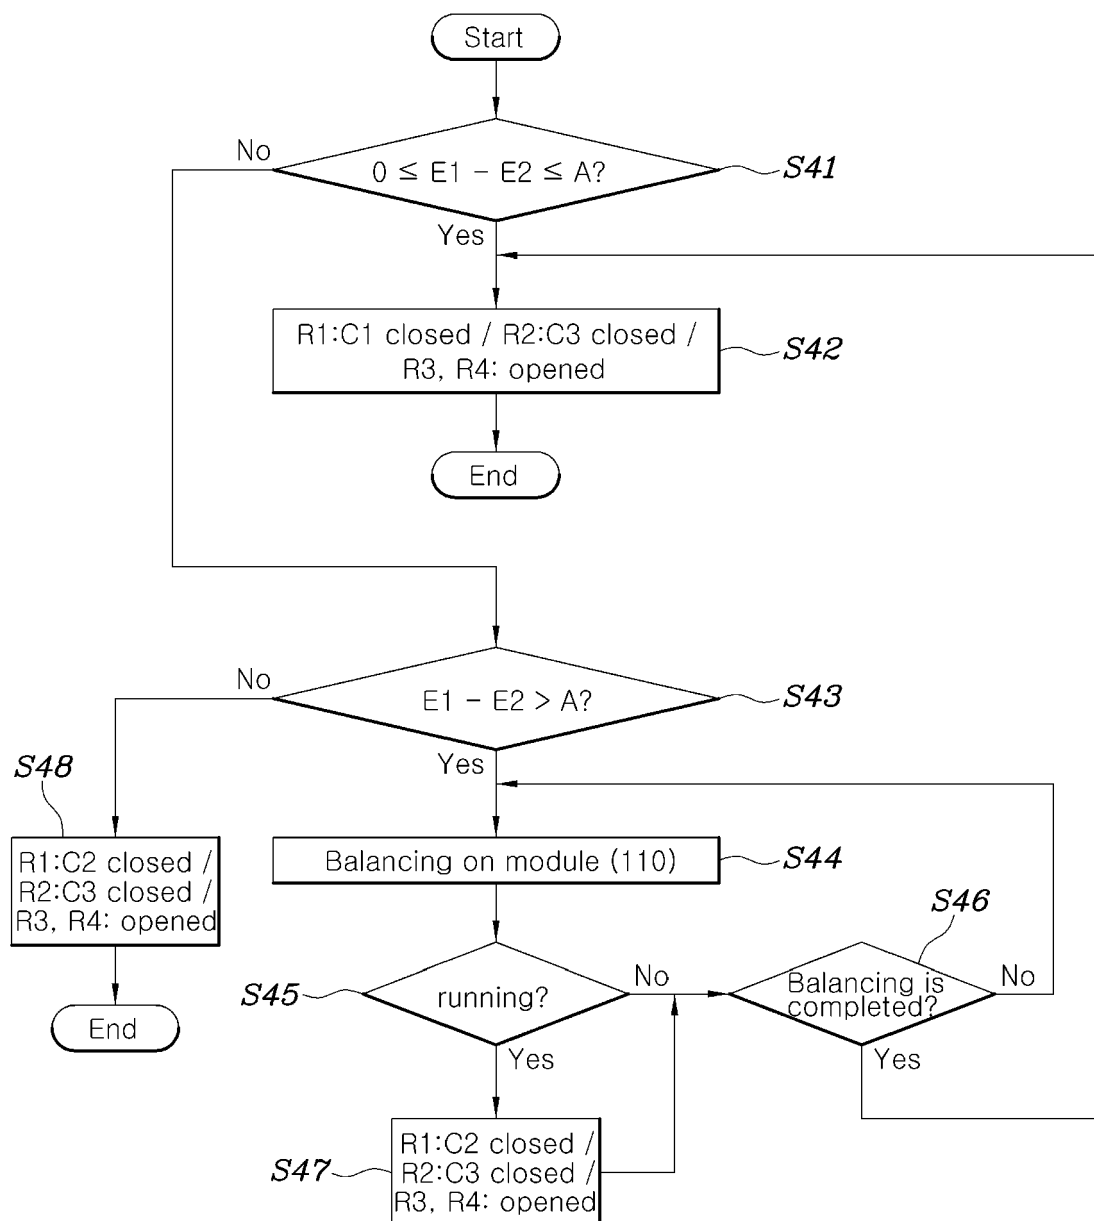 Start
No
0 ≤ E1 − E2 ≤ A?
S41
Yes
R1:C1 closed / R2:C3 closed /
R3, R4: opened
S42
End
No
E1 − E2 > A?
S43
Yes
S48
R1:C2 closed /
R2:C3 closed /
R3, R4: opened
End
Balancing on module (110)
S44
S45
running?
No
Yes
S46
Balancing is
completed?
No
Yes
S47
R1:C2 closed /
R2:C3 closed /
R3, R4: opened